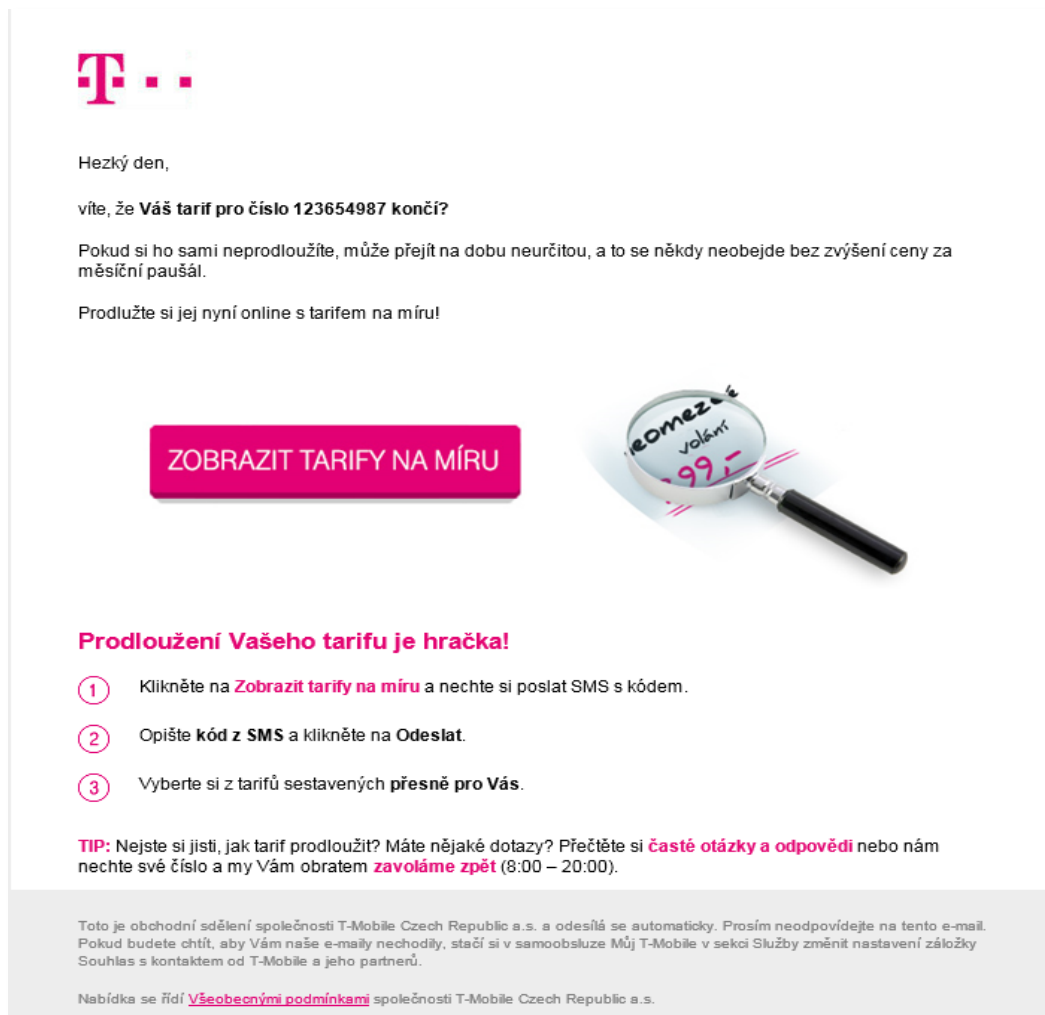 T
Hezký den,
víte, že Váš tarif pro číslo 123654987 končí?
Pokud si ho sami neprodloužíte, může přejít na dobu neurčitou, a to se někdy neobejde bez zvýšení ceny za
měsíční paušál.
Prodlužte si jej nyní online s tarifem na míru!
ZOBRAZIT TARIFY NA MÍRU
volání
99,-
Prodloužení Vašeho tarifu je hračka!
1 Klikněte na Zobrazit tarify na míru a nechte si poslat SMS s kódem.
2 Opište kód z SMS a klikněte na Odeslat.
3 Vyberte si z tarifů sestavených přesně pro Vás.
TIP: Nejste si jisti, jak tarif prodloužit? Máte nějaké dotazy? Přečtěte si časté otázky a odpovědi nebo nám
nechte své číslo a my Vám obratem zavoláme zpět (8:00 – 20:00).
Toto je obchodní sdělení společnosti T-Mobile Czech Republic a.s. a odesílá se automaticky. Prosím neodpovídejte na tento e-mail.
Pokud budete chtít, aby Vám naše e-maily nechodily, stačí si v samoobsluze Můj T-Mobile v sekci Služby změnit nastavení záložky
Souhlas s kontaktem od T-Mobile a jeho partnerů.
Nabídka se řídí Všeobecnými podmínkami společnosti T-Mobile Czech Republic a.s.